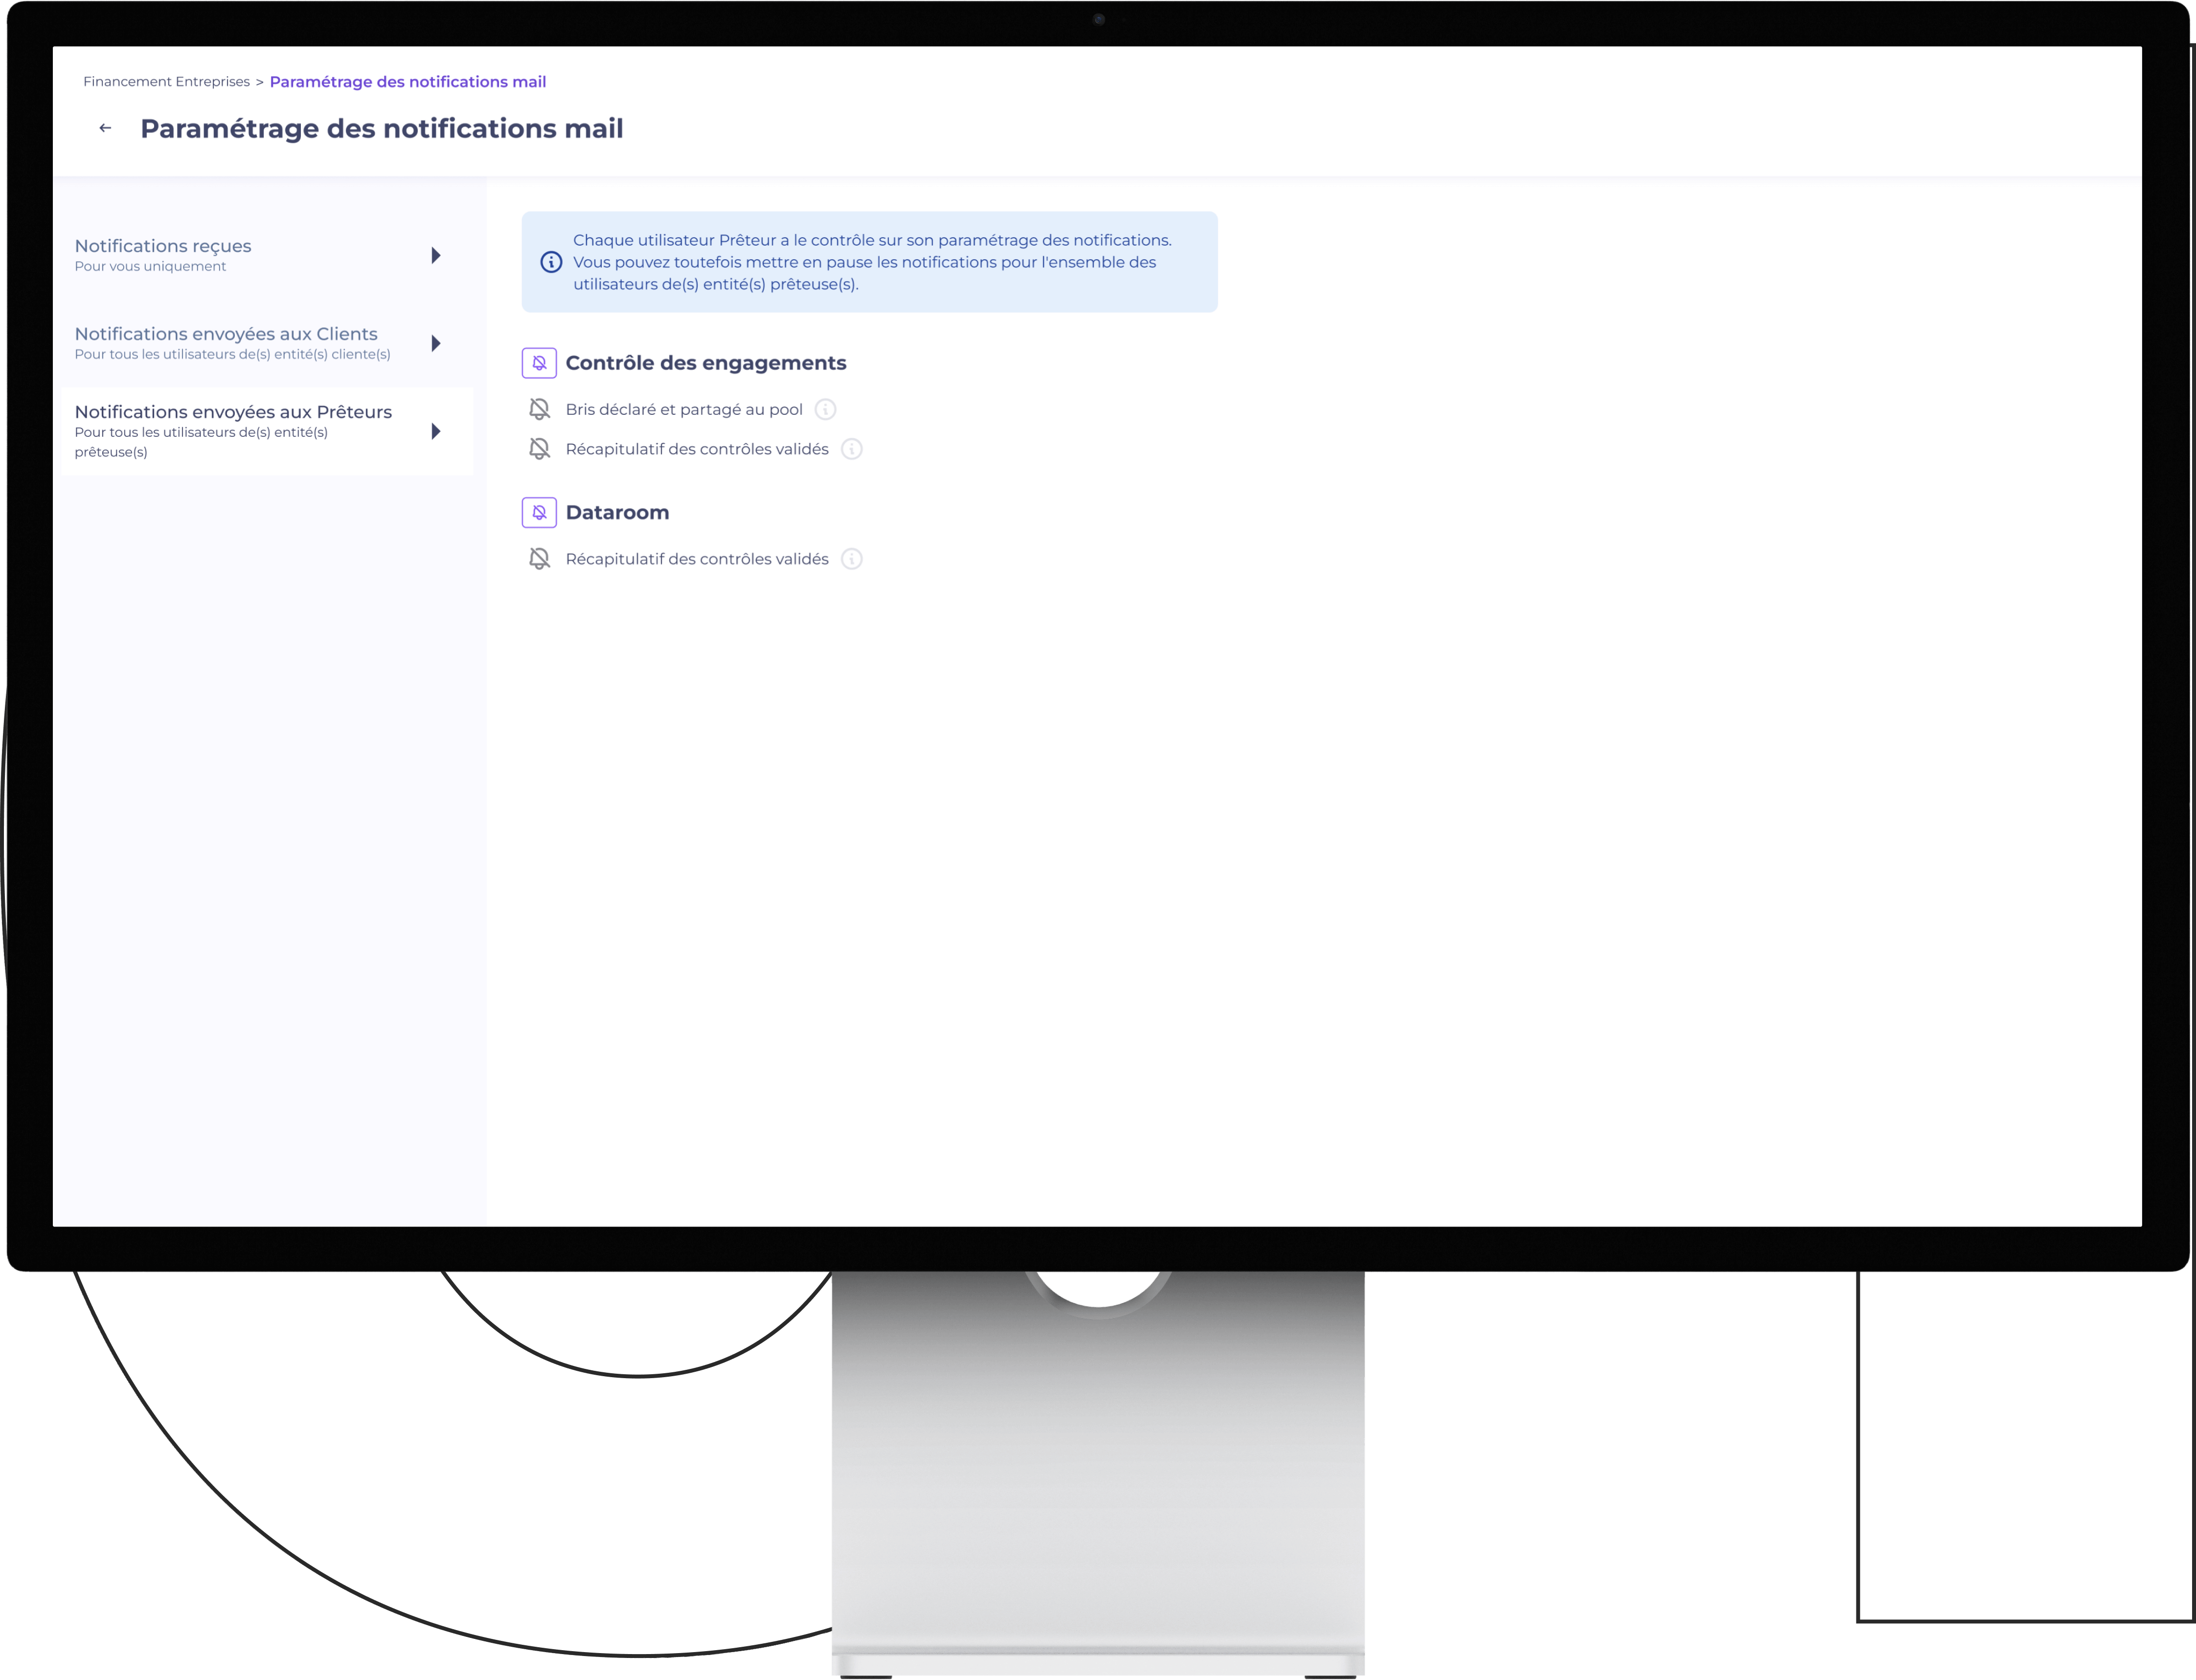 Financement Entreprises > Paramétrage des notifications mail
Paramétrage des notifications mail
Notifications reçues
Pour vous uniquement
Notifications envoyées aux Clients
Pour tous les utilisateurs de(s) entité(s) cliente(s)
Notifications envoyées aux Prêteurs
Pour tous les utilisateurs de(s) entité(s)
prêteuse(s)
Chaque utilisateur Prêteur a le contrôle sur son paramétrage des notifications.
Vous pouvez toutefois mettre en pause les notifications pour l'ensemble des
utilisateurs de(s) entité(s) prêteuse(s).
Contrôle des engagements
Bris déclaré et partagé au pool
Récapitulatif des contrôles validés
Dataroom
Récapitulatif des contrôles validés